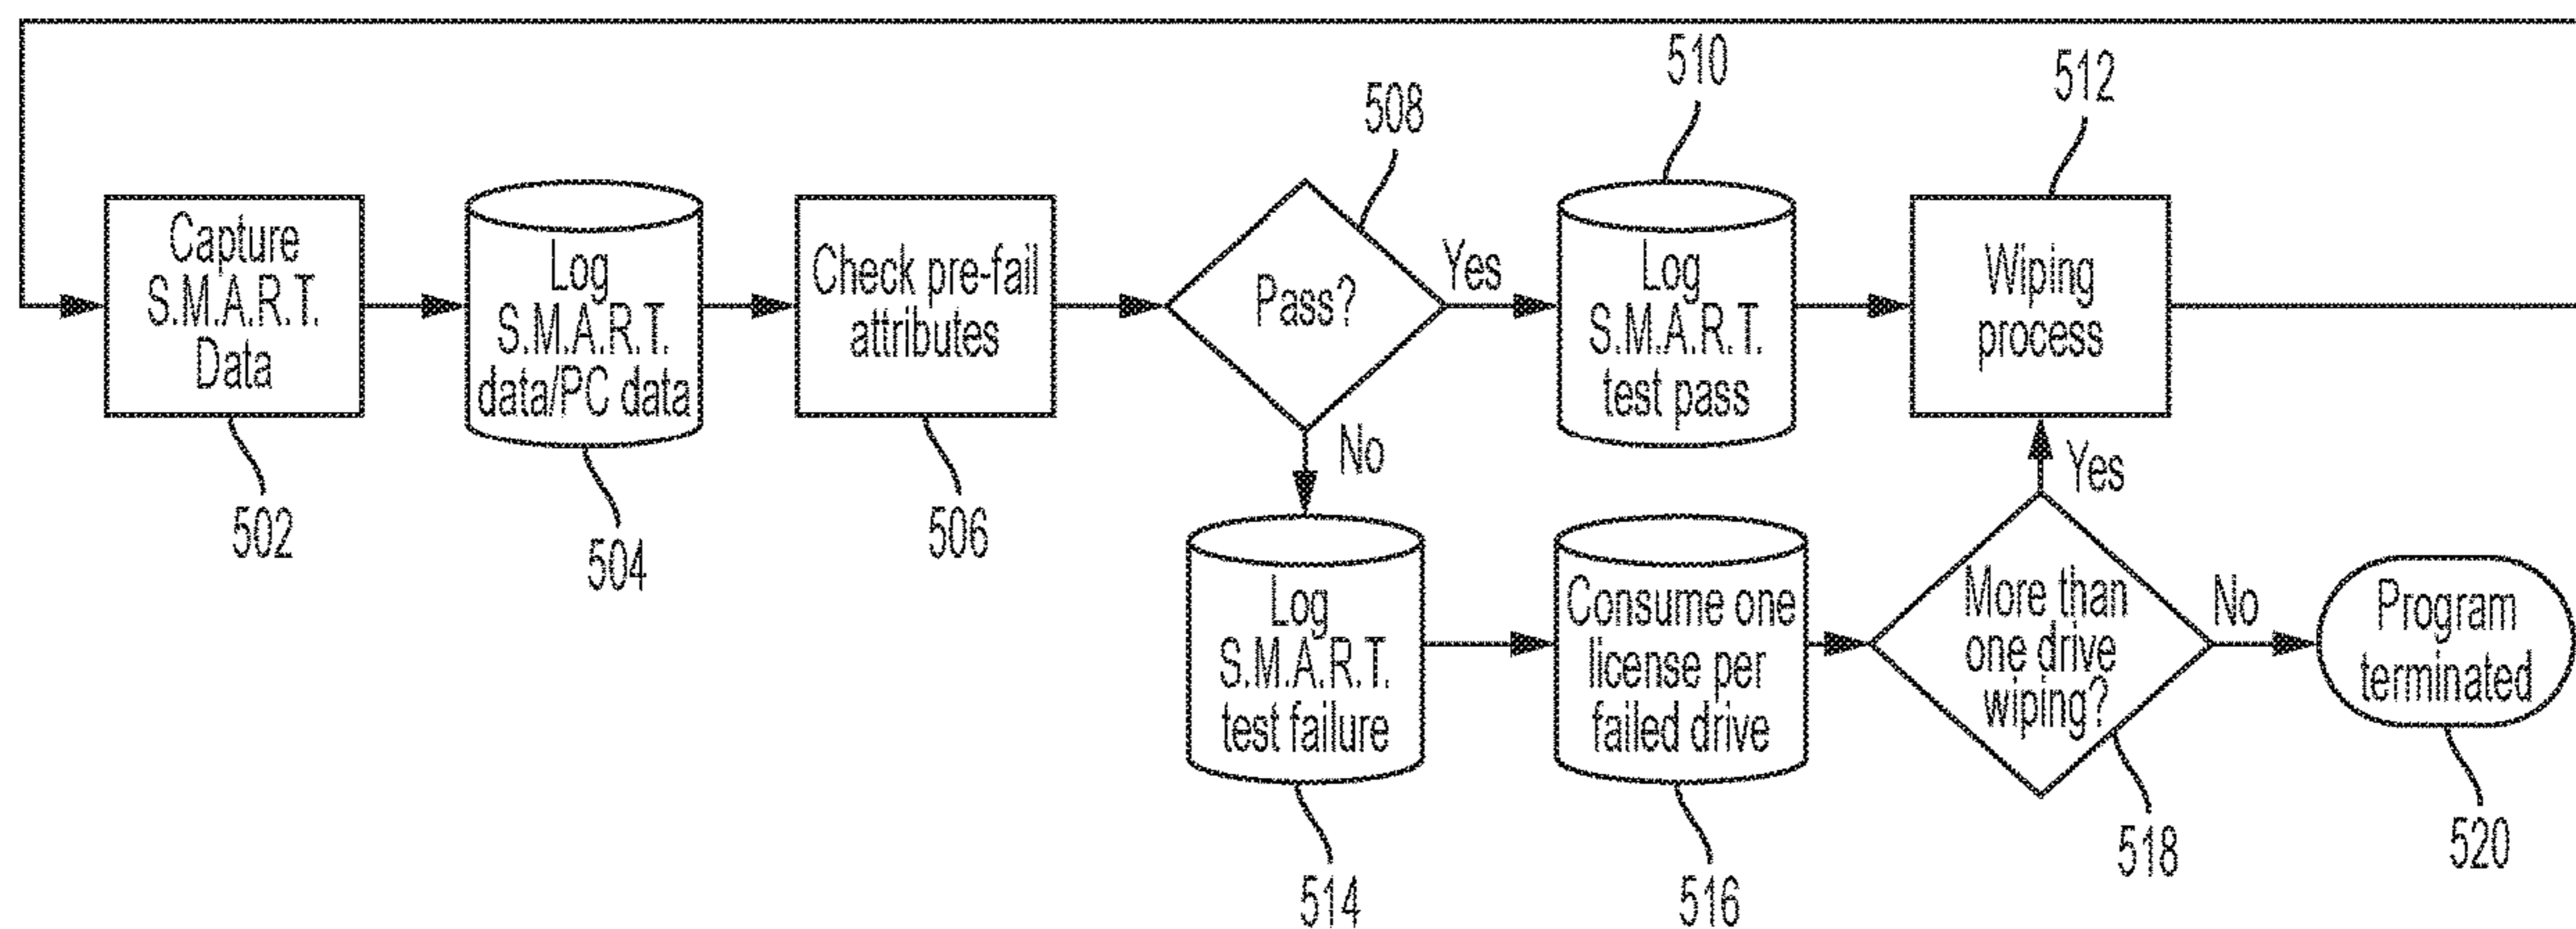 510
512
508
Capture
S.M.A.R.T.
Data
Log
S.M.A.R.T.
data/PC data
Check pre-fail
attributes
Pass?
Yes
Log
S.M.A.R.T.
test pass
Wiping
process
502
504
506
No
Yes
Log
S.M.A.R.T.
test failure
Consume one
license per
failed drive
More than
one drive
wiping?
No
Program
terminated
514
516
518
520